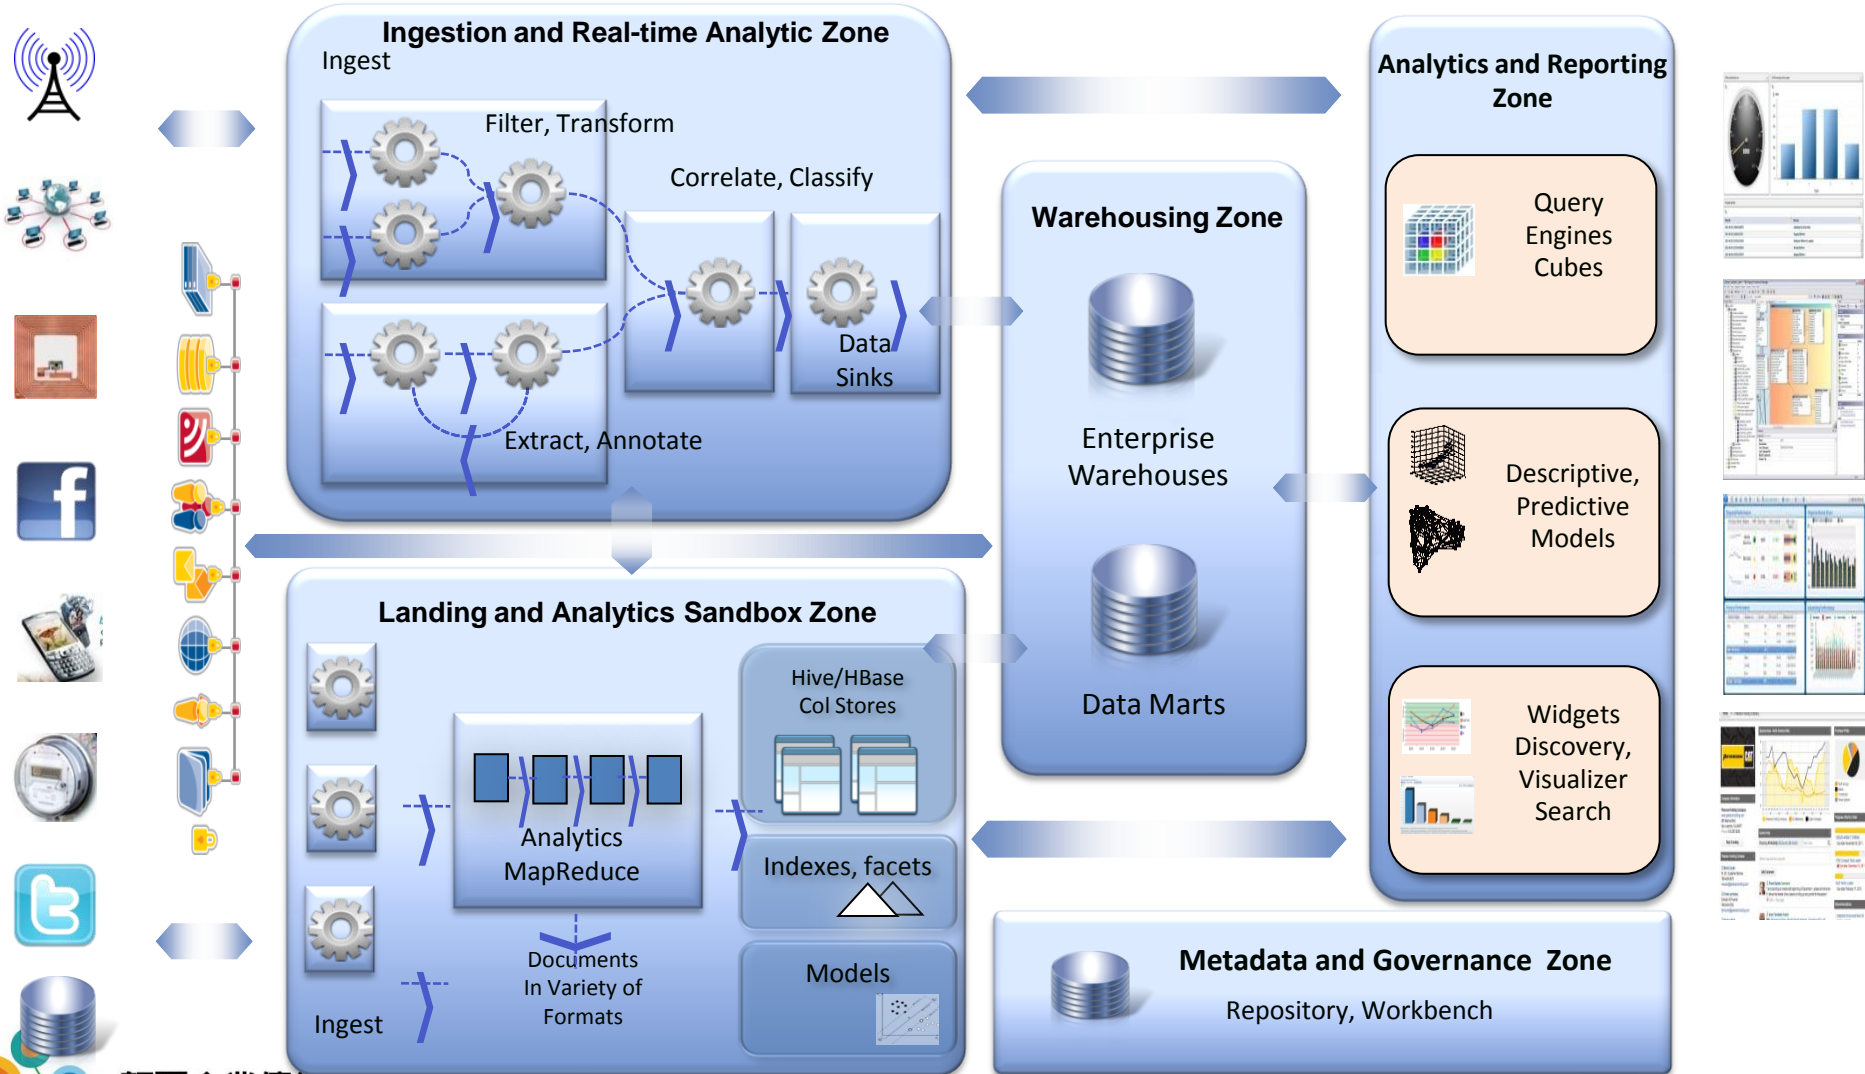 Ingestion and Real-time Analytic Zone
Ingest
Filter, Transform
Correlate, Classify
Data
Sinks
Extract, Annotate
Landing and Analytics Sandbox Zone
Hive/HBase
Col Stores
Analytics
MapReduce
Indexes, facets
Documents
In Variety of
Formats
Models
Ingest
Warehousing Zone
Enterprise
Warehouses
Data Marts
Analytics and Reporting
Zone
Query
Engines
Cubes
Descriptive,
Predictive
Models
Widgets
Discovery,
Visualizer
Search
Metadata and Governance Zone
Repository, Workbench